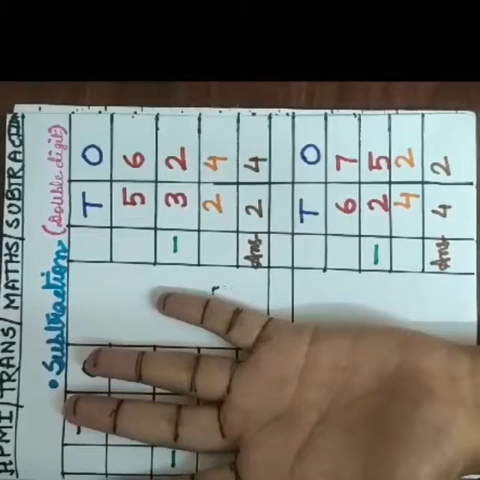 HPMI/TRANS/MATHS/SUBTRACTION
• Subtraction (Double digit)
T O
5 6
- 3 2
2 4
Ans 2 4
T O
6 7
- 2 5
4 2
Ans 4 2
-